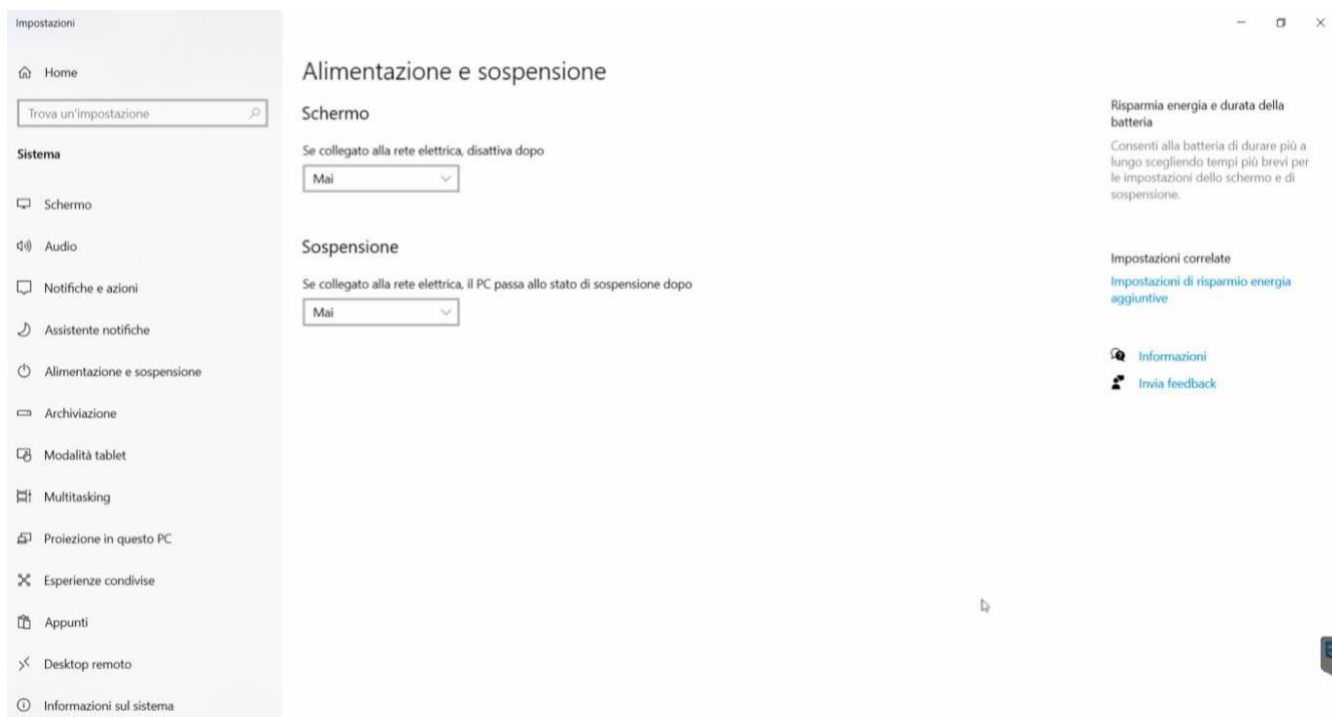 Impostazioni
Home
Trova un'impostazione
Sistema
Schermo
Audio
Notifiche e azioni
Assistente notifiche
Alimentazione e sospensione
Archiviazione
Modalità tablet
Multitasking
Proiezione in questo PC
Esperienze condivise
Appunti
Desktop remoto
Informazioni sul sistema
Alimentazione e sospensione
Schermo
Se collegato alla rete elettrica, disattiva dopo
Mai
Sospensione
Se collegato alla rete elettrica, il PC passa allo stato di sospensione dopo
Mai
Risparmia energia e durata della
batteria
Consenti alla batteria di durare più a
lungo scegliendo tempi più brevi per
le impostazioni dello schermo e di
sospensione.
Impostazioni correlate
Impostazioni di risparmio energia
aggiuntive
Informazioni
Invia feedback